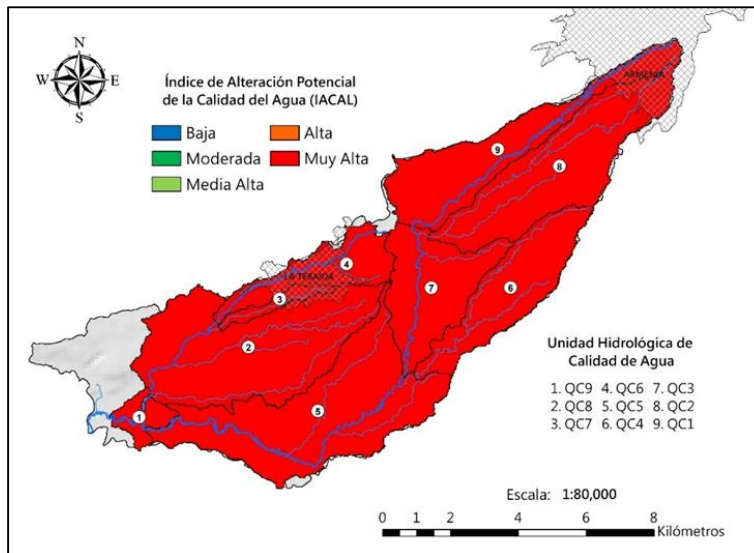 N
W E
S
Índice de Alteración Potencial
de la Calidad del Agua (IACAL)
Baja Alta
Moderada Muy Alta
Media Alta
ARMENIA
9
8
4
LA TEBAIDA
3
7
6
2
5
1
Unidad Hidrológica de
Calidad de Agua
1. QC9 4. QC6 7. QC3
2. QC8 5. QC5 8. QC2
3. QC7 6. QC4 9. QC1
Escala: 1:80,000
0 1 2 4 6 8
Kilómetros